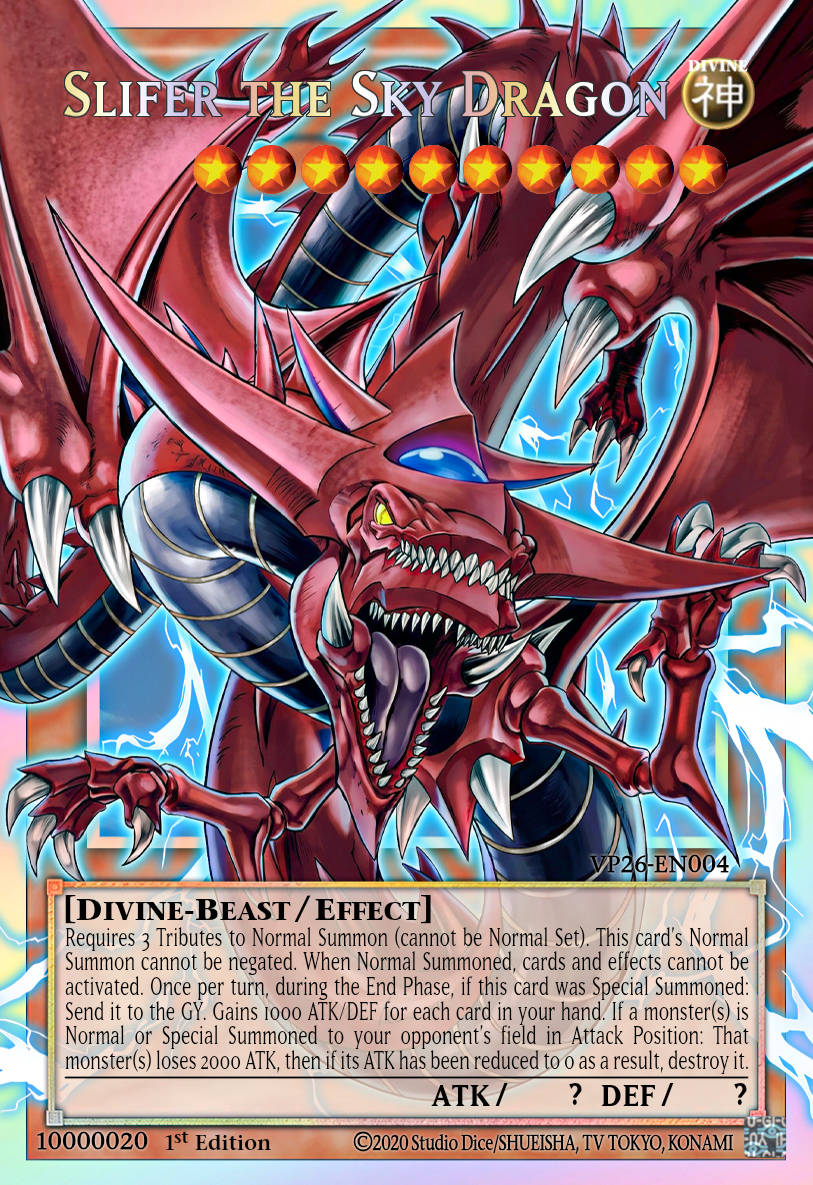 Slifer the Sky Dragon
DIVINE
神
VP26-EN004
[Divine-Beast/Effect]
Requires 3 Tributes to Normal Summon (cannot be Normal Set). This card's Normal
Summon cannot be negated. When Normal Summoned, cards and effects cannot be
activated. Once per turn, during the End Phase, if this card was Special Summoned:
Send it to the GY. Gains 1000 ATK/DEF for each card in your hand. If a monster(s) is
Normal or Special Summoned to your opponent's field in Attack Position: That
monster(s) loses 2000 ATK, then if its ATK has been reduced to 0 as a result, destroy it.
ATK/ ? DEF/ ?
10000020 1st Edition ©2020 Studio Dice/SHUEISHA, TV TOKYO, KONAMI